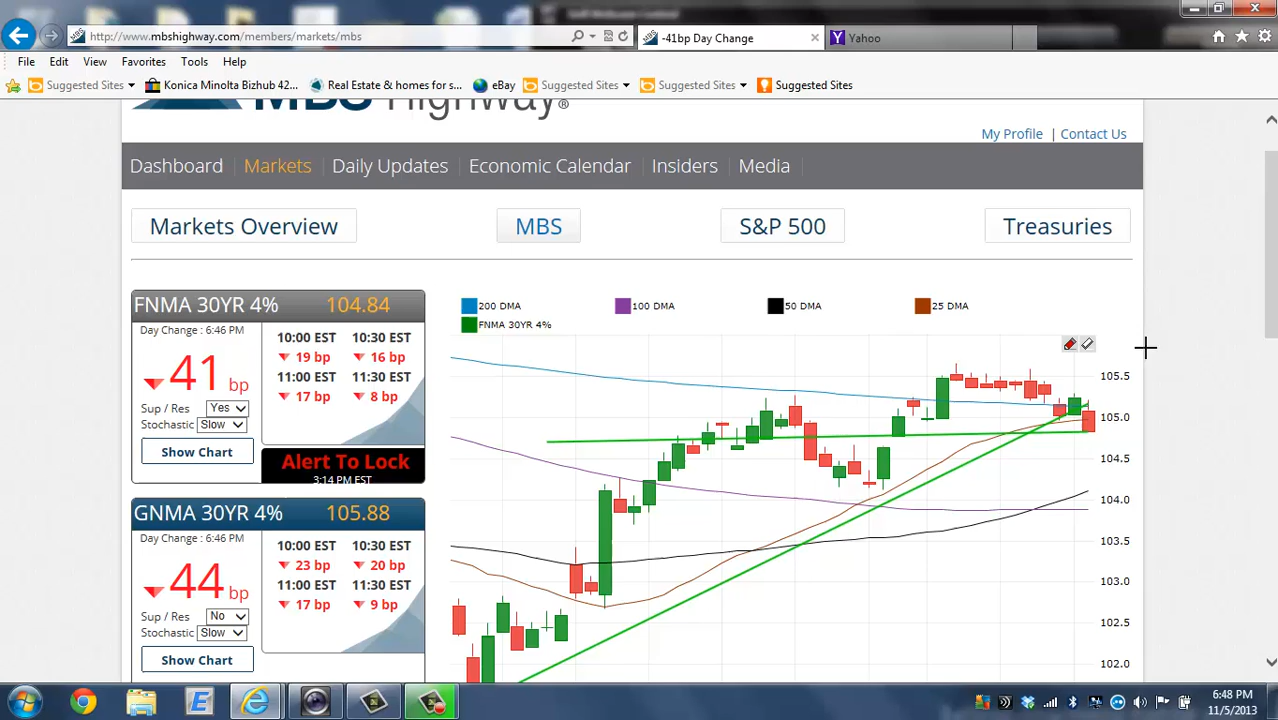 http://www.mbshighway.com/members/markets/mbs
-41bp Day Change
Yahoo
File Edit View Favorites Tools Help
Suggested Sites
Konica Minolta Bizhub 42...
Real Estate & homes for s...
eBay
Suggested Sites
Suggested Sites
Suggested Sites
MBS Highway®
My Profile | Contact Us
Dashboard Markets Daily Updates Economic Calendar Insiders Media
Markets Overview MBS S&P 500 Treasuries
FNMA 30YR 4% 104.84
Day Change : 6:46 PM
41 bp
Sup / Res Yes
Stochastic Slow
Show Chart
10:00 EST 10:30 EST
19 bp 16 bp
11:00 EST 11:30 EST
17 bp 8 bp
Alert To Lock
3:14 PM EST
GNMA 30YR 4% 105.88
Day Change : 6:46 PM
44 bp
Sup / Res No
Stochastic Slow
Show Chart
10:00 EST 10:30 EST
23 bp 20 bp
11:00 EST 11:30 EST
17 bp 9 bp
200 DMA 100 DMA 50 DMA 25 DMA
FNMA 30YR 4%
105.5
105.0
104.5
104.0
103.5
103.0
102.5
102.0
6:48 PM
11/5/2013